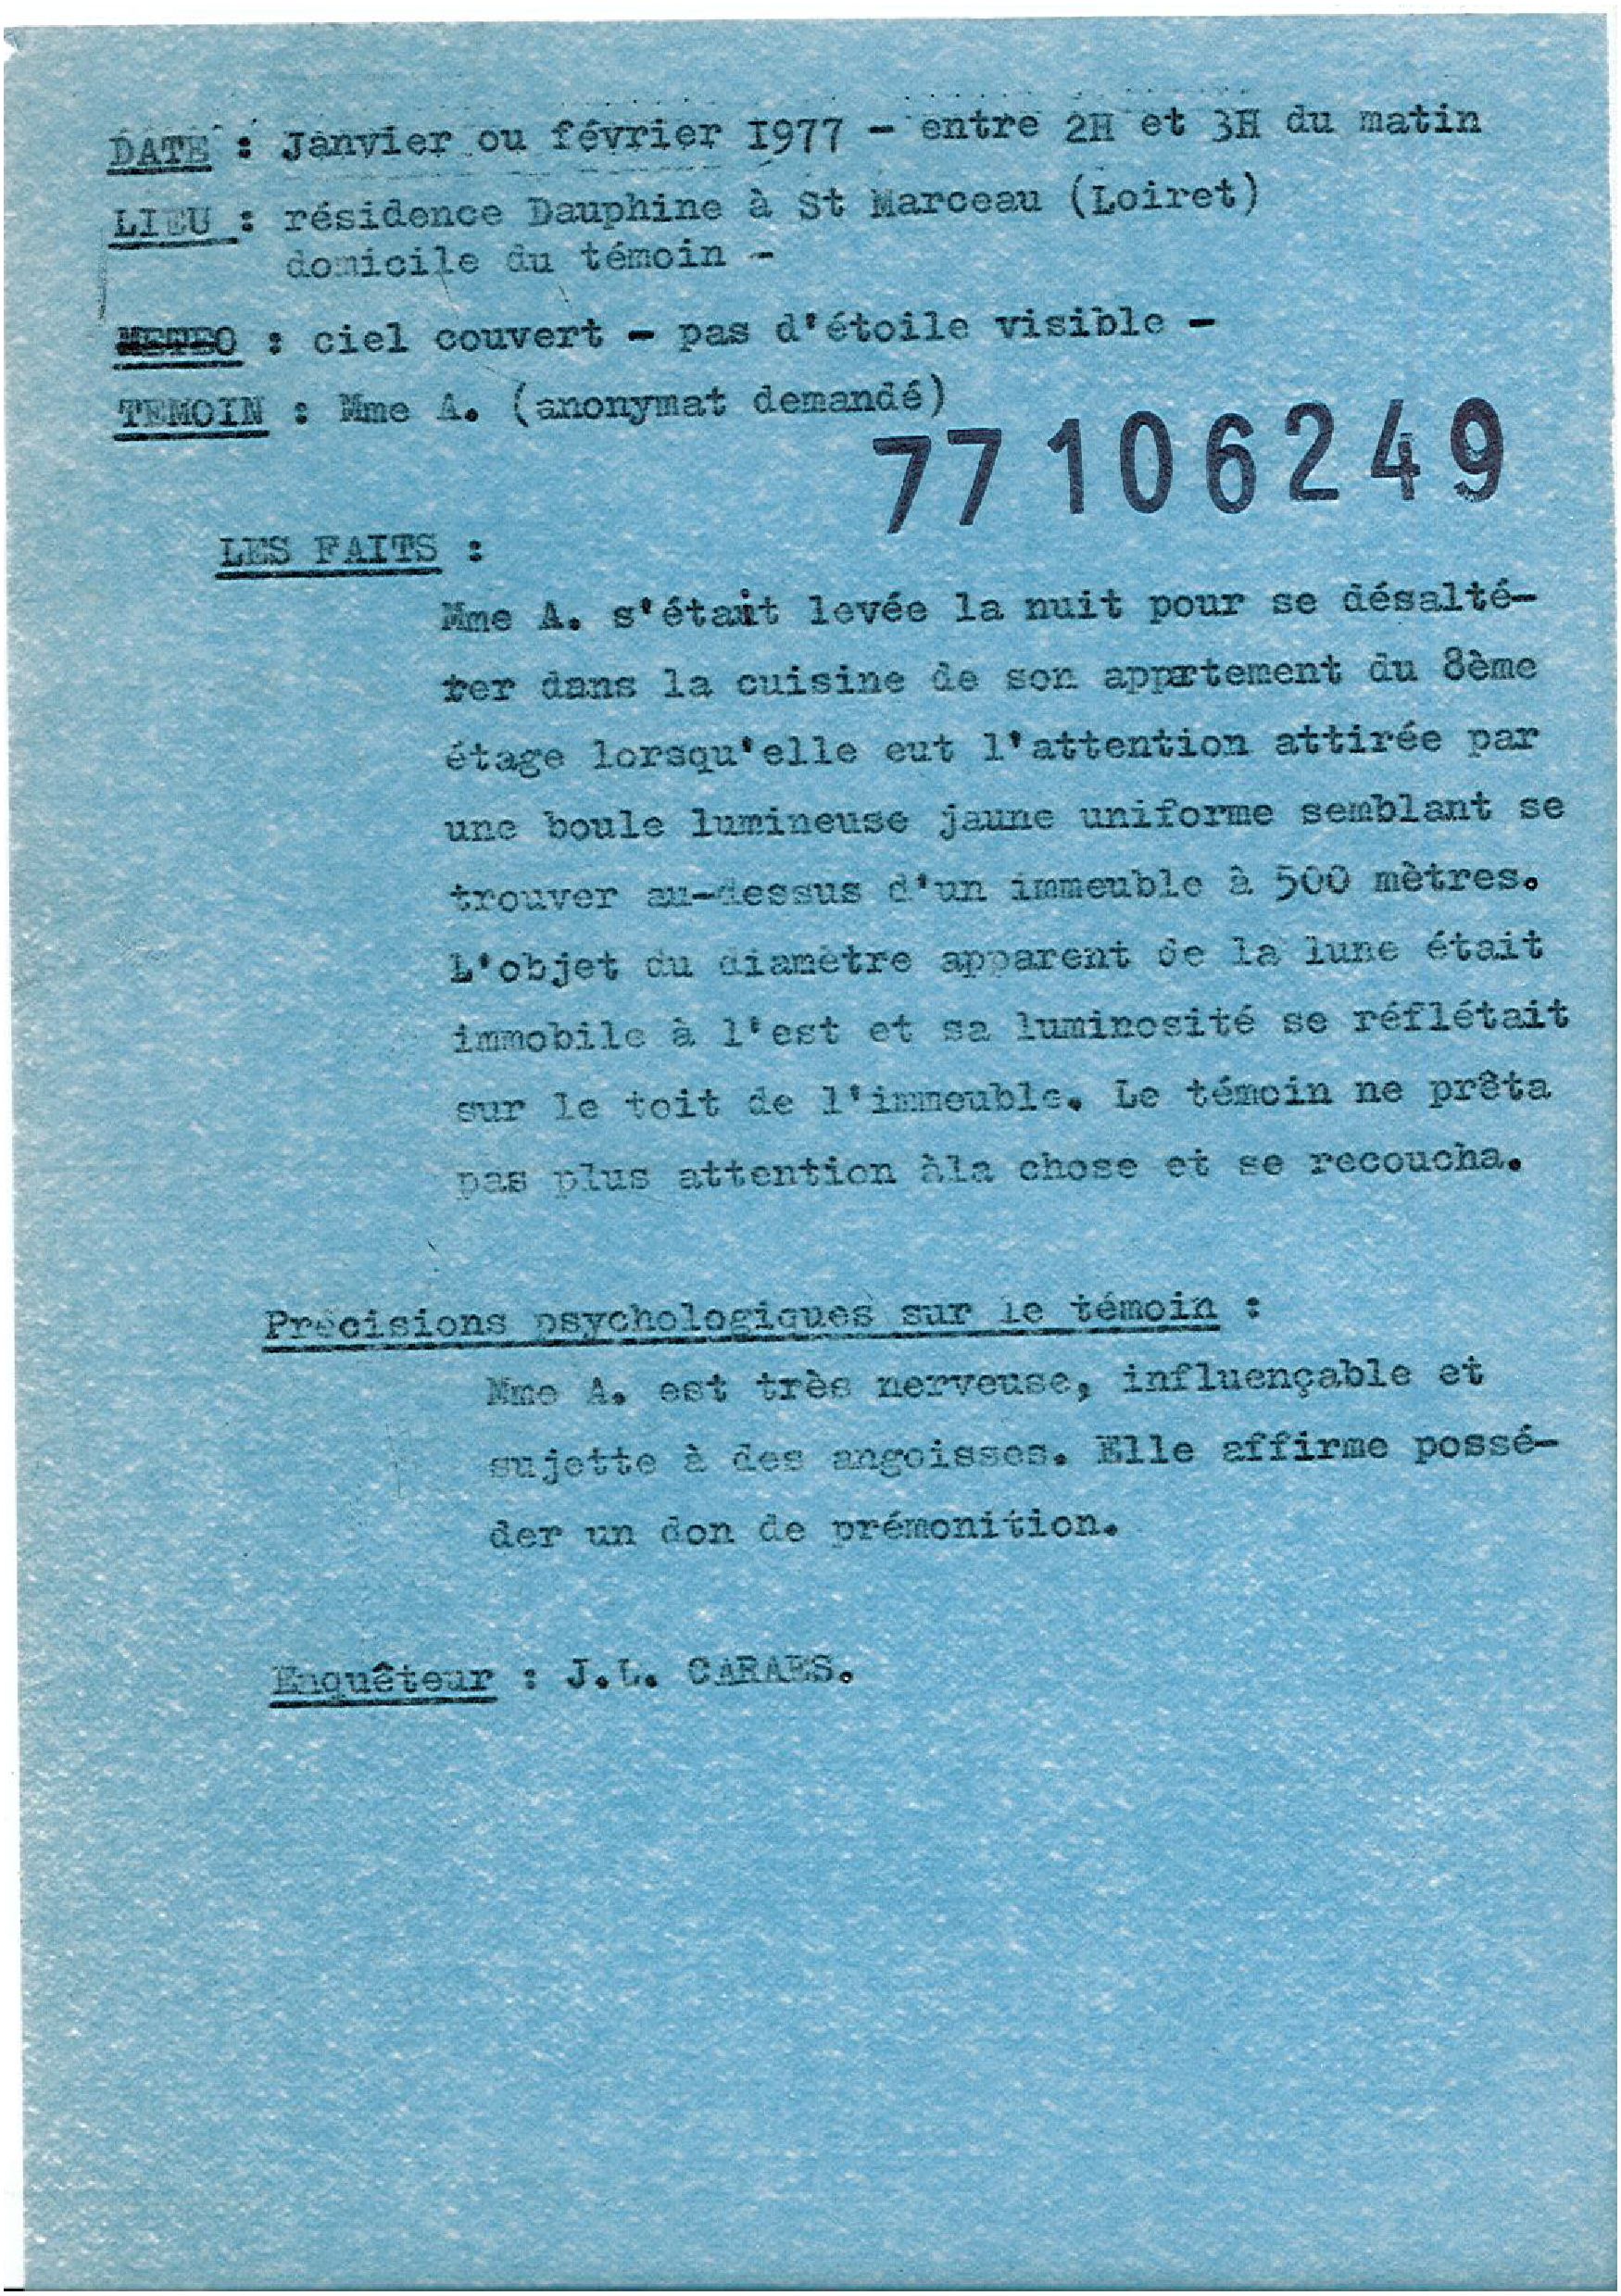 DATE : Janvier ou février 1977 - entre 2H et 3H du matin
LIEU : résidence Dauphine à St Marceau (Loiret)
domicile du témoin -
METEO : ciel couvert - pas d'étoile visible -
TEMOIN : Mme A. (anonymat demandé)
77106249
LES FAITS :
Mme A. s'était levée la nuit pour se désalté-
rer dans la cuisine de son appartement du 8ème
étage lorsqu'elle eut l'attention attirée par
une boule lumineuse jaune uniforme semblant se
trouver au-dessus d'un immeuble à 500 mètres.
L'objet du diamètre apparent de la lune était
immobile à l'est et sa luminosité se réflétait
sur le toit de l'immeuble. Le témoin ne prêta
pas plus attention àla chose et se recoucha.
Précisions psychologiques sur le témoin :
Mme A. est très nerveuse, influençable et
sujette à des angoisses. Elle affirme possé-
der un don de prémonition.
Enquêteur : J.L. CARAES.